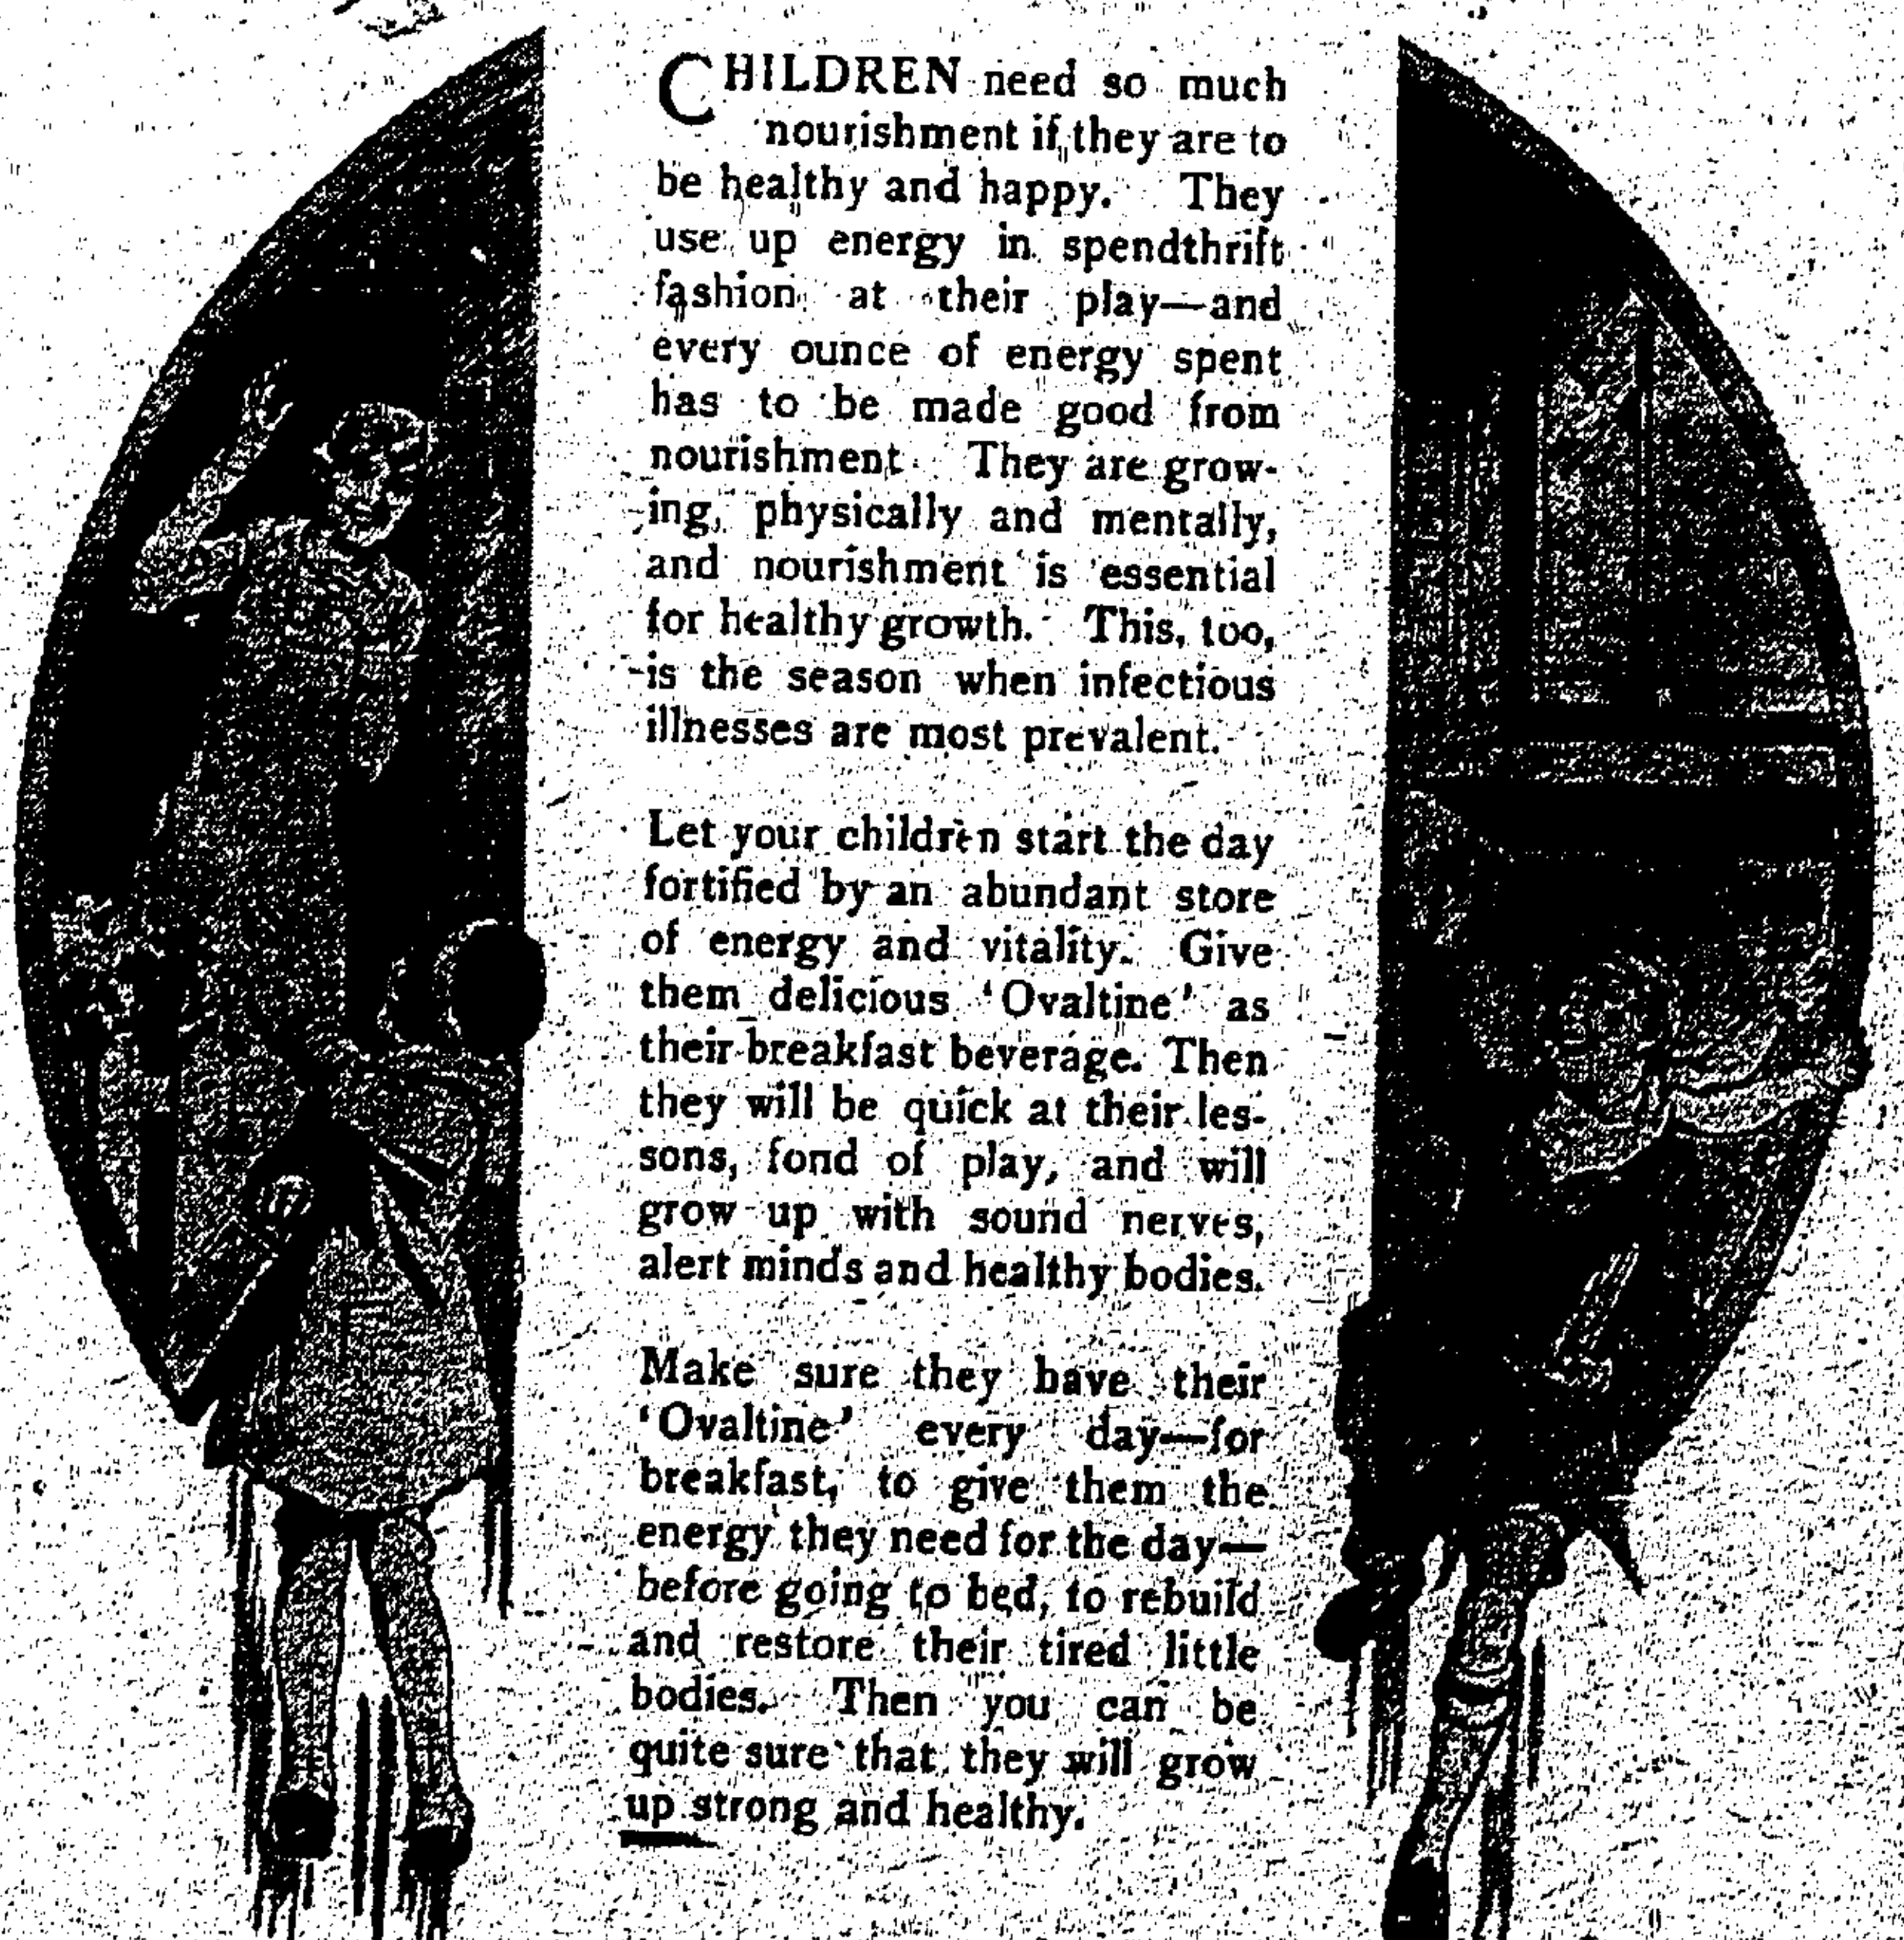 CHILDREN need so much
nourishment if they are to
be healthy and happy. They
use up energy in spendthrift
fashion at their play—and
every ounce of energy spent
has to be made good from
nourishment. They are grow-
ing, physically and mentally,
and nourishment is essential
for healthy growth. This, too,
is the season when infectious
illnesses are most prevalent.
Let your children start the day
fortified by an abundant store
of energy and vitality. Give
them delicious 'Ovaltine' as
their breakfast beverage. Then
they will be quick at their les-
sons, fond of play, and will
grow up with sound nerves,
alert minds and healthy bodies.
Make sure they have their
'Ovaltine' every day—for
breakfast, to give them the
energy they need for the day—
before going to bed, to rebuild
and restore their tired little
bodies. Then you can be
quite sure that they will grow
up strong and healthy.